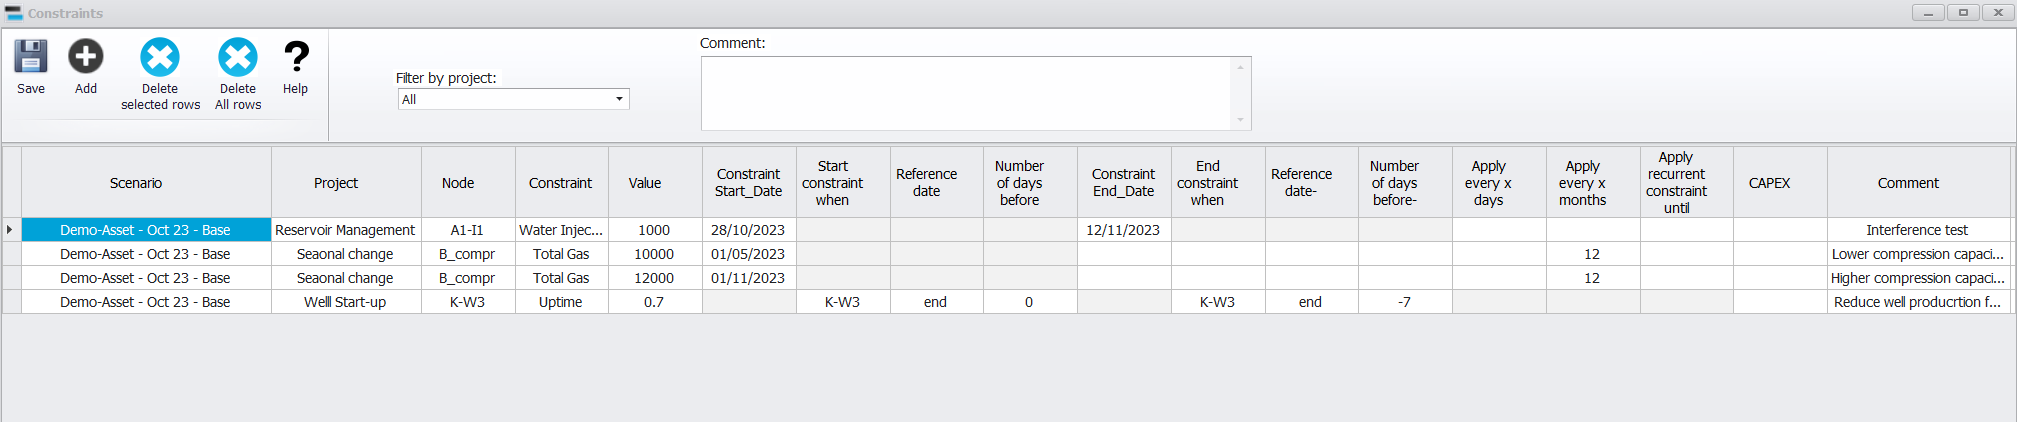 Constraints
Save
Add
Delete
selected rows
Delete
All rows
Help
Filter by project:
All
Comment:
Scenario
Project
Node
Constraint
Value
Constraint
Start_Date
Start
constraint
when
Reference
date
Number
of days
before
Constraint
End_Date
End
constraint
when
Reference
date-
Number
of days
before-
Apply
every x
days
Apply
every x
months
Apply
recurrent
constraint
until
CAPEX
Comment
Demo-Asset - Oct 23 - Base Reservoir Management A1-I1 Water Injec... 1000 28/10/2023 12/11/2023 Interference test
Demo-Asset - Oct 23 - Base Seaonal change B_compr Total Gas 10000 01/05/2023 12 Lower compression capaci...
Demo-Asset - Oct 23 - Base Seaonal change B_compr Total Gas 12000 01/11/2023 12 Higher compression capaci...
Demo-Asset - Oct 23 - Base Welll Start-up K-W3 Uptime 0.7 K-W3 end 0 K-W3 end -7 Reduce well producrtion f...